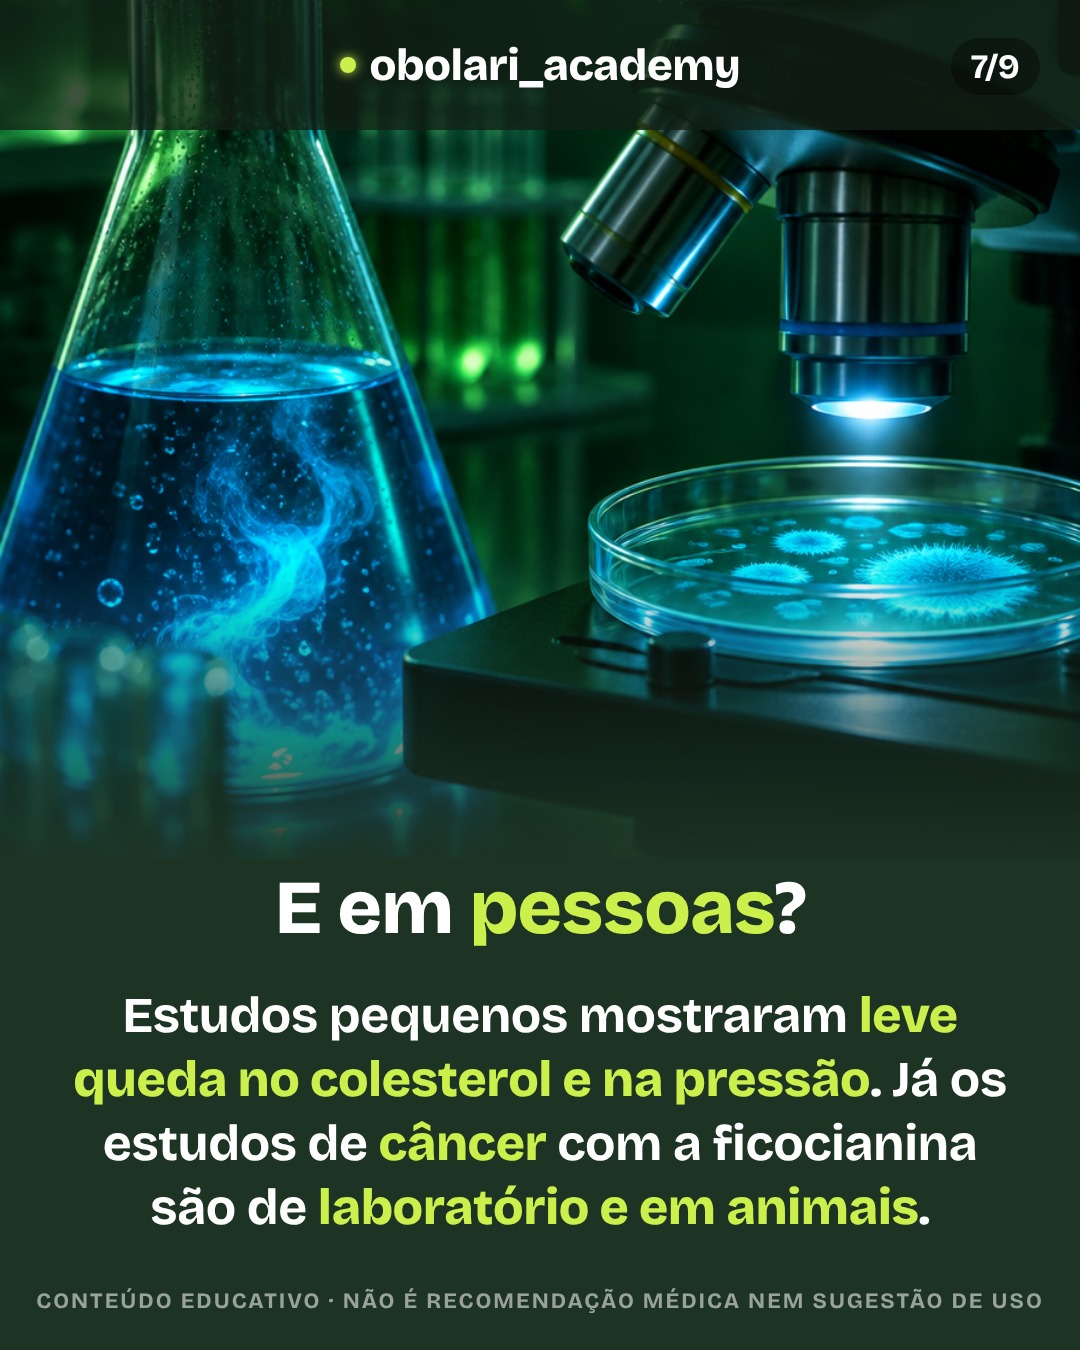 obolari_academy
7/9
E em pessoas?
Estudos pequenos mostraram leve
queda no colesterol e na pressão. Já os
estudos de câncer com a ficocianina
são de laboratório e em animais.
CONTEÚDO EDUCATIVO · NÃO É RECOMENDAÇÃO MÉDICA NEM SUGESTÃO DE USO